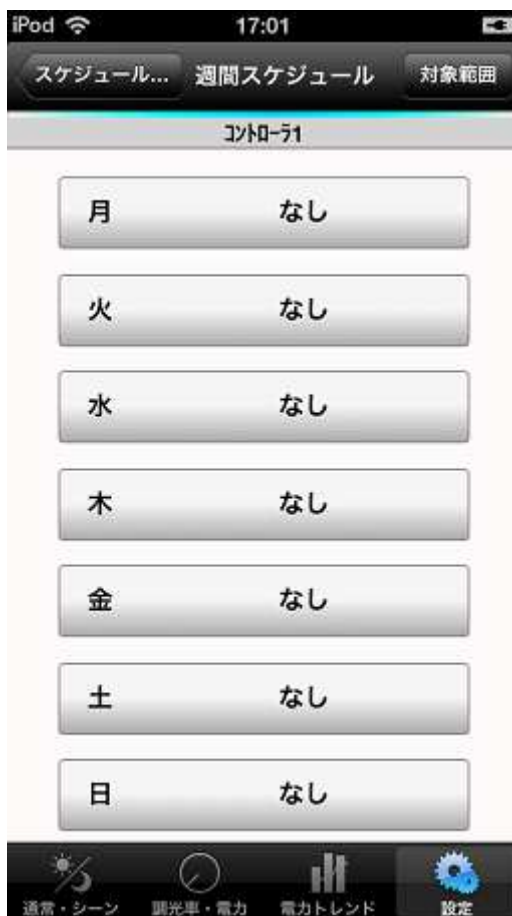 iPod 17:01
スケジュール... 週間スケジュール 対象範囲
ｺﾝﾄﾛｰﾗ1
月 なし
火 なし
水 なし
木 なし
金 なし
土 なし
日 なし
通常・シーン 調光率・電力 電力トレンド 設定